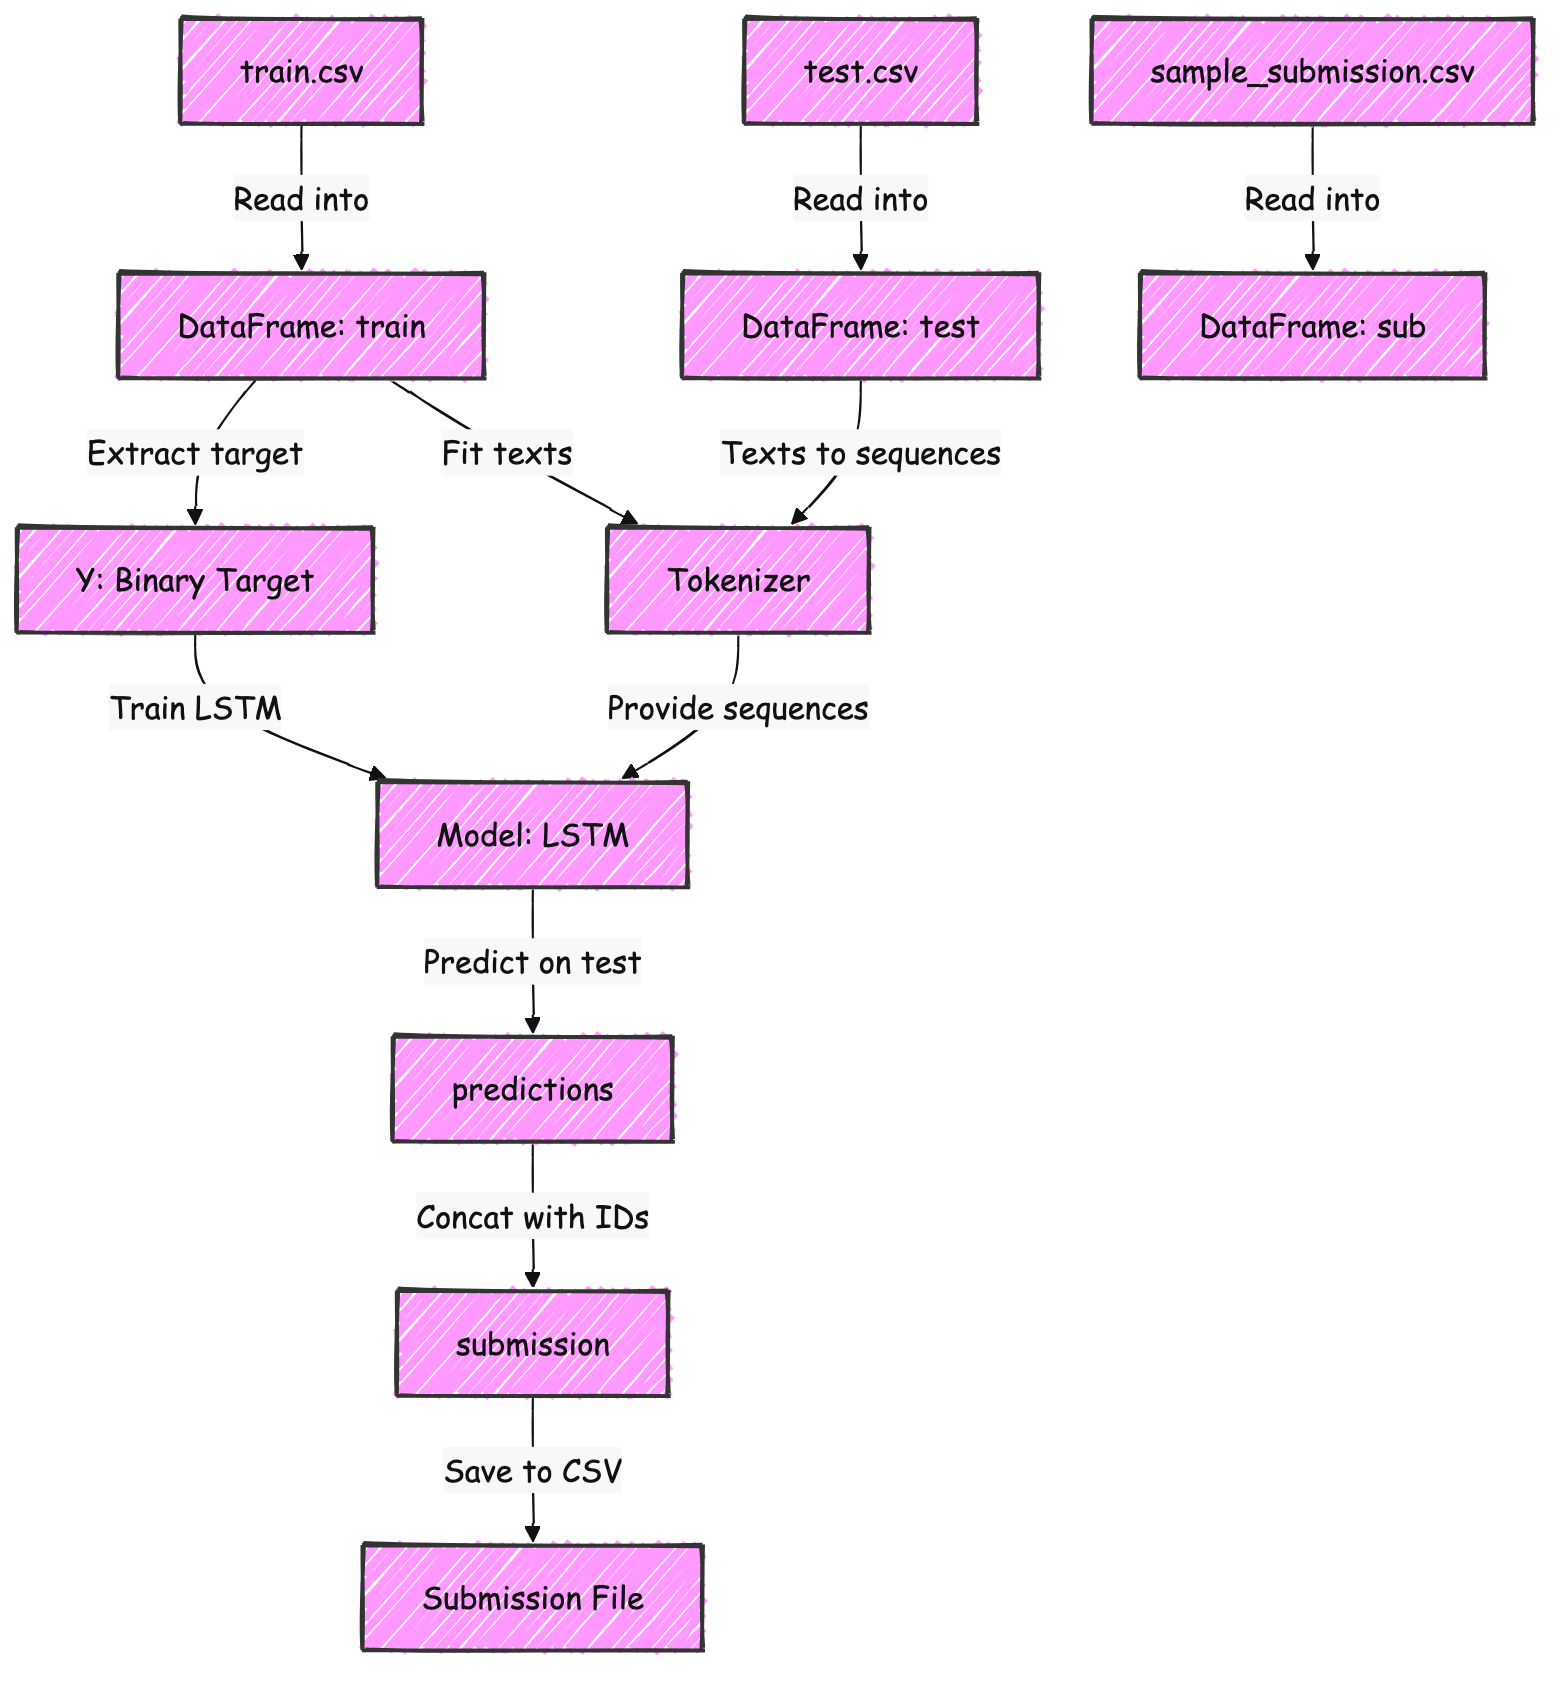 train.csv
test.csv
sample_submission.csv
Read into
Read into
Read into
DataFrame: train
DataFrame: test
DataFrame: sub
Extract target
Fit texts
Texts to sequences
Y: Binary Target
Tokenizer
Train LSTM
Provide sequences
Model: LSTM
Predict on test
predictions
Concat with IDs
submission
Save to CSV
Submission File